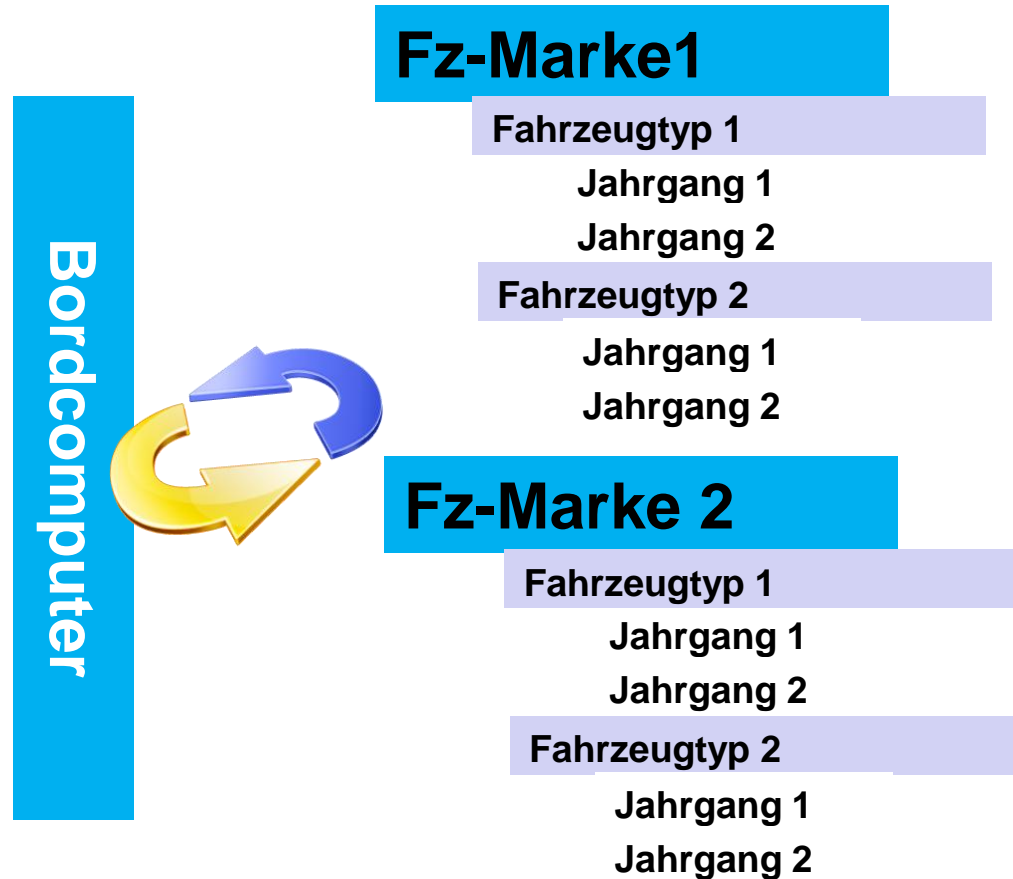 Fz-Marke1
Fahrzeugtyp 1
Jahrgang 1
Jahrgang 2
Fahrzeugtyp 2
Jahrgang 1
Jahrgang 2
Bordcomputer
Fz-Marke 2
Fahrzeugtyp 1
Jahrgang 1
Jahrgang 2
Fahrzeugtyp 2
Jahrgang 1
Jahrgang 2